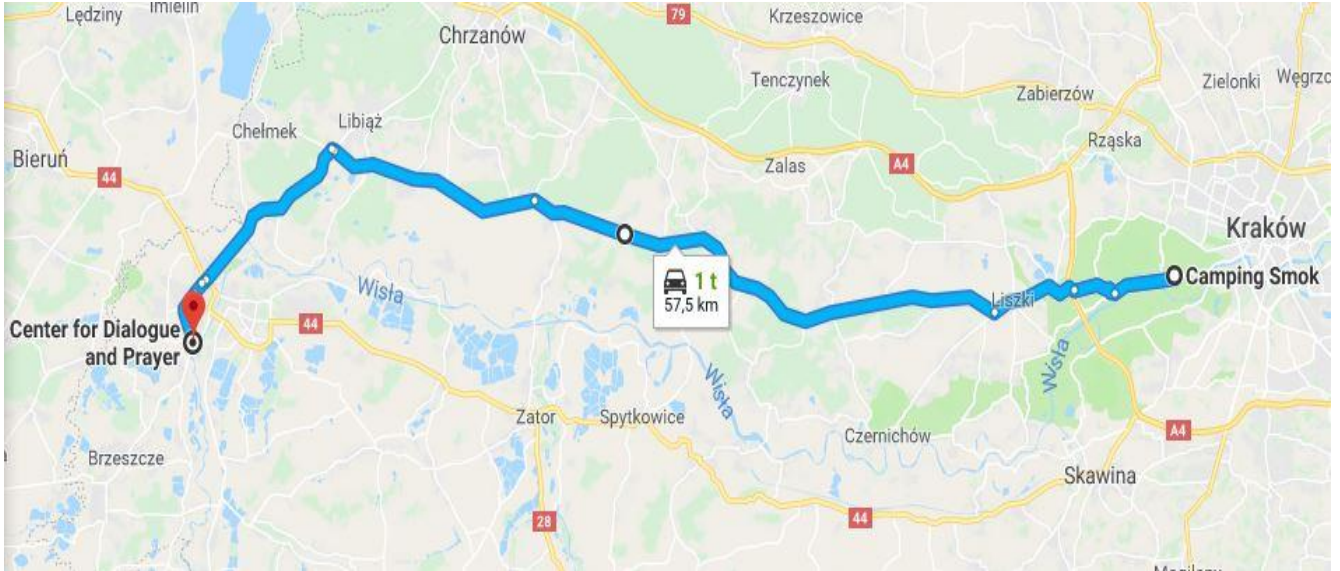 Lędziny
Imielin
79
Krzeszowice
Chrzanów
Tenczynek
Zielonki
Zabierzów
Chełmek
Libiąż
Rząska
Bieruń
44
Zalas
A4
Kraków
Camping Smok
1 t
57,5 km
Wisła
Liszki
Center for Dialogue
and Prayer
44
Wisła
Wisła
Zator
Spytkowice
Czernichów
A4
Brzeszcze
Skawina
28
44